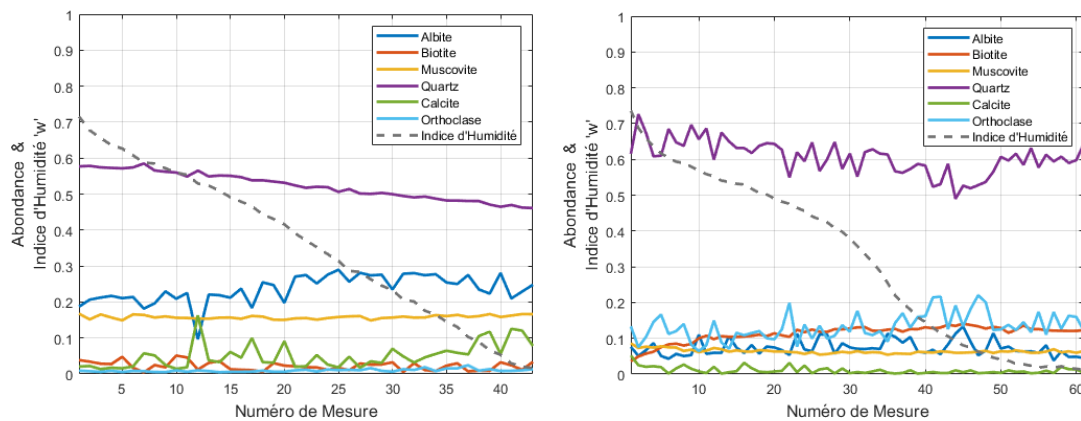 Abondance &
Indice d'Humidité 'w'
1
0.9
0.8
0.7
0.6
0.5
0.4
0.3
0.2
0.1
0
5
10
15
20
25
30
35
40
Numéro de Mesure
Albite
Biotite
Muscovite
Quartz
Calcite
Orthoclase
Indice d'Humidité
Abondance &
Indice d'Humidité 'w'
1
0.9
0.8
0.7
0.6
0.5
0.4
0.3
0.2
0.1
0
10
20
30
40
50
60
Numéro de Mesure
Albite
Biotite
Muscovite
Quartz
Calcite
Orthoclase
Indice d'Humidité